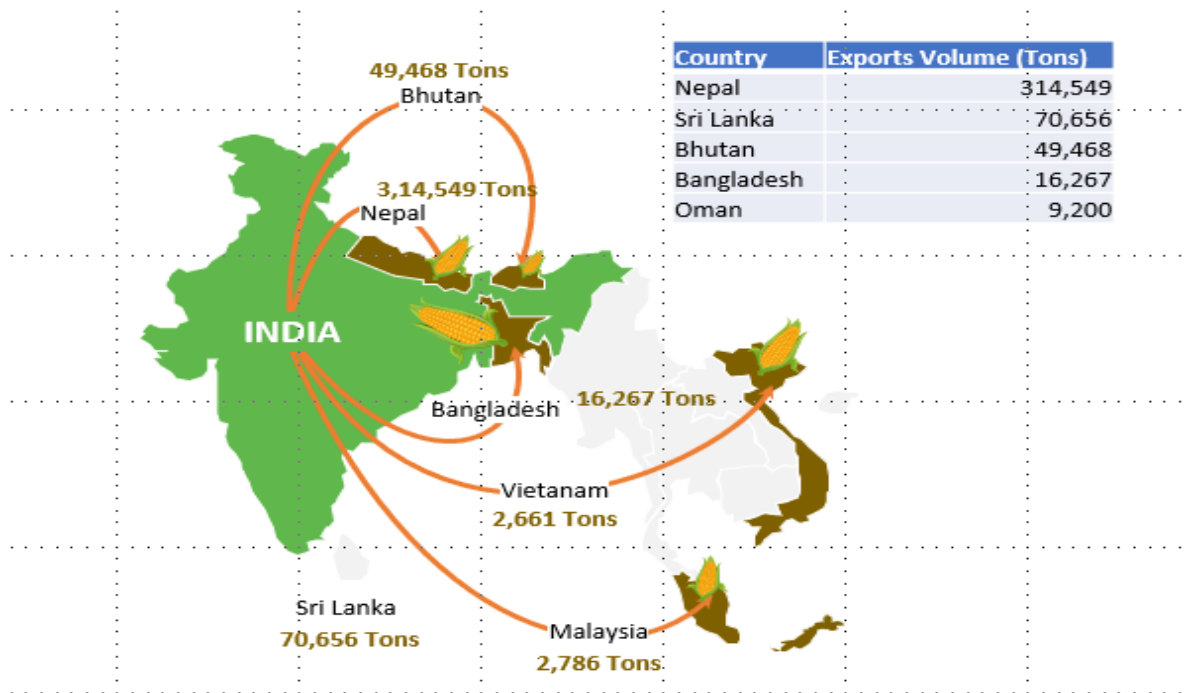 49,468 Tons
Bhutan
3,14,549 Tons
Nepal
INDIA
Bangladesh
16,267 Tons
Vietanam
2,661 Tons
Sri Lanka
70,656 Tons
Malaysia
2,786 Tons
Country Exports Volume (Tons)
Nepal 314,549
Sri Lanka 70,656
Bhutan 49,468
Bangladesh 16,267
Oman 9,200